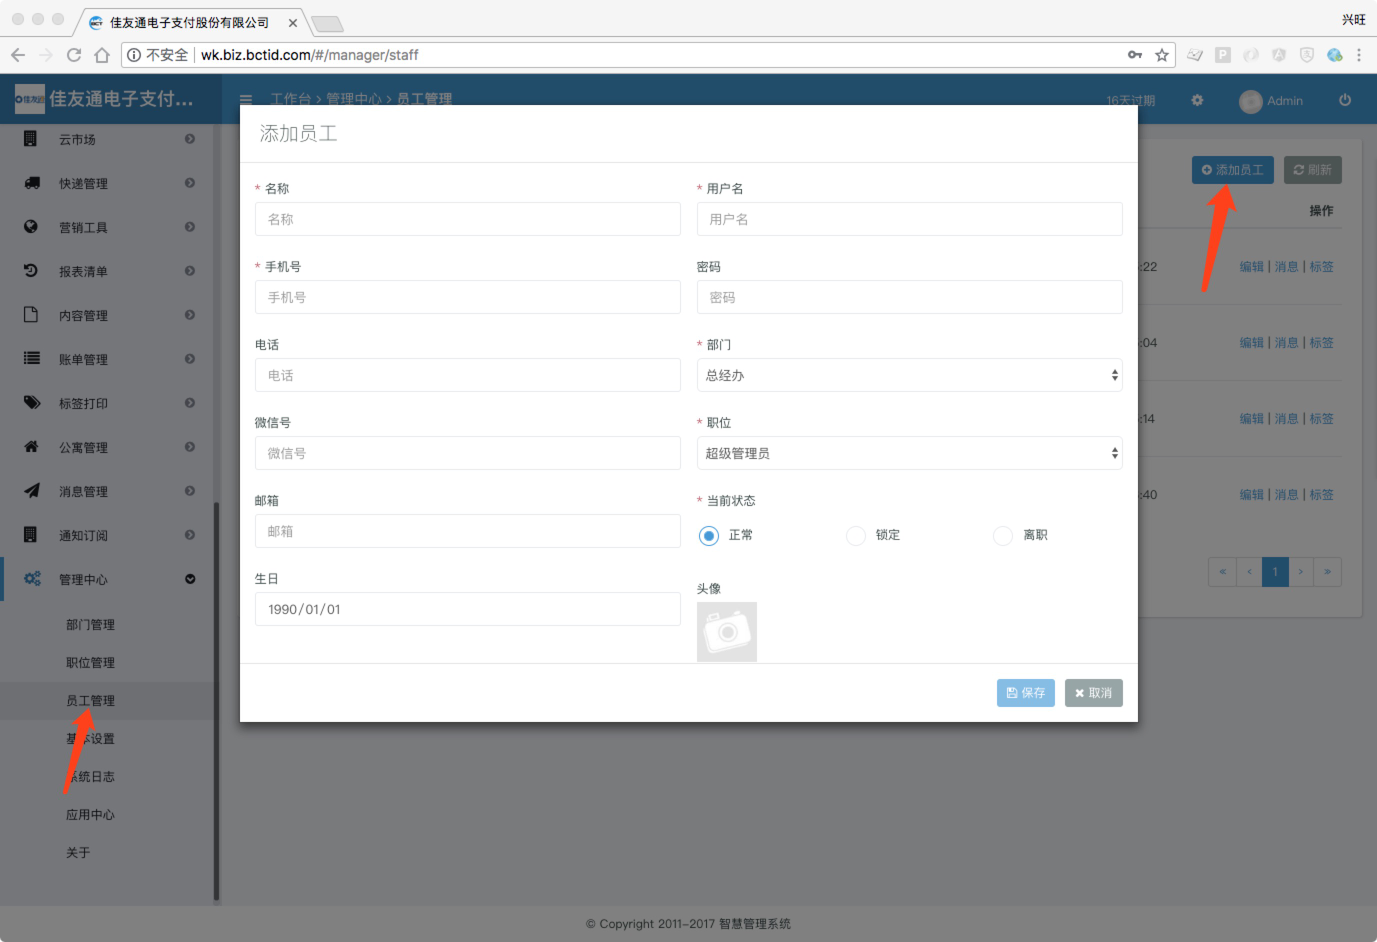 佳友通电子支付股份有限公司
兴旺
不安全 wk.biz.bctid.com/#/manager/staff
佳友通电子支付...
工作台 > 管理中心 > 员工管理
16天过期
Admin
云市场
快递管理
营销工具
报表清单
内容管理
账单管理
标签打印
公寓管理
消息管理
通知订阅
管理中心
部门管理
职位管理
员工管理
基本设置
系统日志
应用中心
关于
添加员工
* 名称
名称
* 用户名
用户名
* 手机号
手机号
密码
密码
电话
电话
* 部门
总经办
微信号
微信号
* 职位
超级管理员
邮箱
邮箱
* 当前状态
正常 锁定 离职
生日
1990/01/01
头像
保存 取消
添加员工 刷新
操作
:22 编辑 | 消息 | 标签
:04 编辑 | 消息 | 标签
:14 编辑 | 消息 | 标签
:40 编辑 | 消息 | 标签
« ‹ 1 › »
© Copyright 2011-2017 智慧管理系统